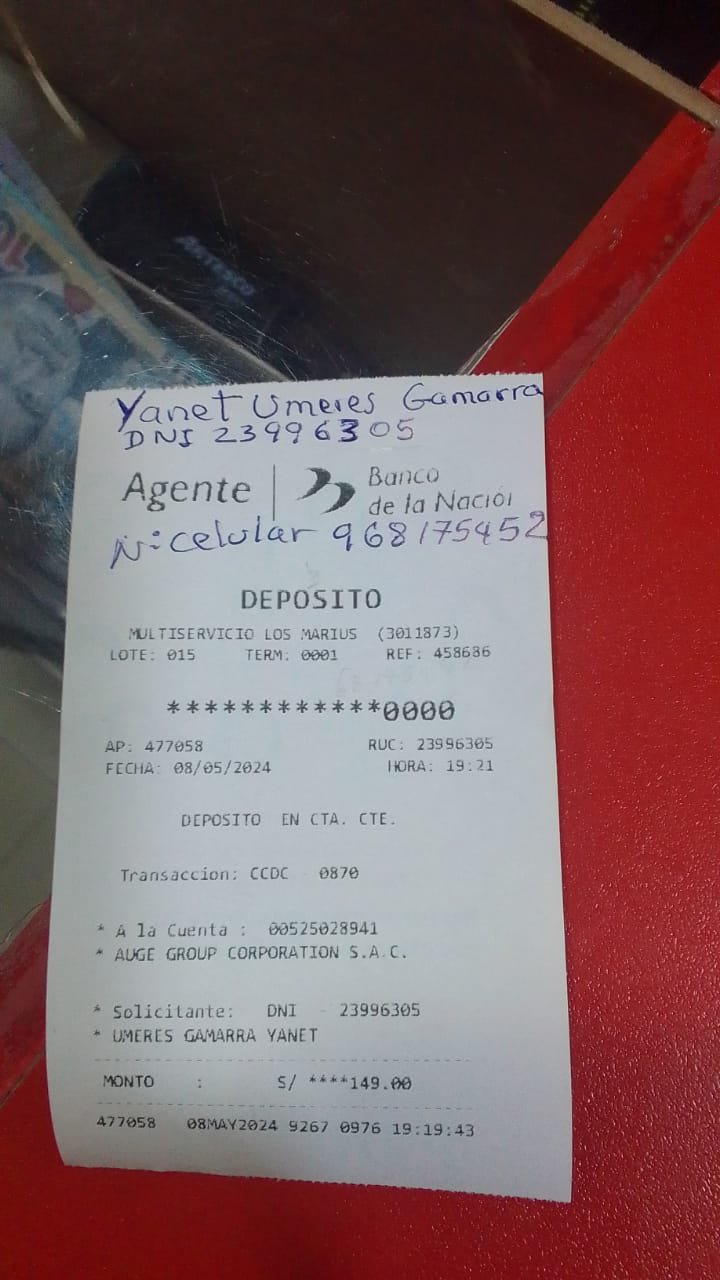 Yanet Umeres Gamarra
DNI 23996305
Agente
Banco
de la Nación
N: celular 968175452
DEPOSITO
MULTISERVICIO LOS MARIUS (3011873)
LOTE: 015 TERM: 0001 REF: 458686
************0000
AP: 477058 RUC: 23996305
FECHA: 08/05/2024 HORA: 19:21
DEPOSITO EN CTA. CTE.
Transaccion: CCDC 0870
* A la Cuenta : 00525028941
* AUGE GROUP CORPORATION S.A.C.
* Solicitante: DNI - 23996305
* UMERES GAMARRA YANET
MONTO : S/ ****149.00
477058 08MAY2024 9267 0976 19:19:43